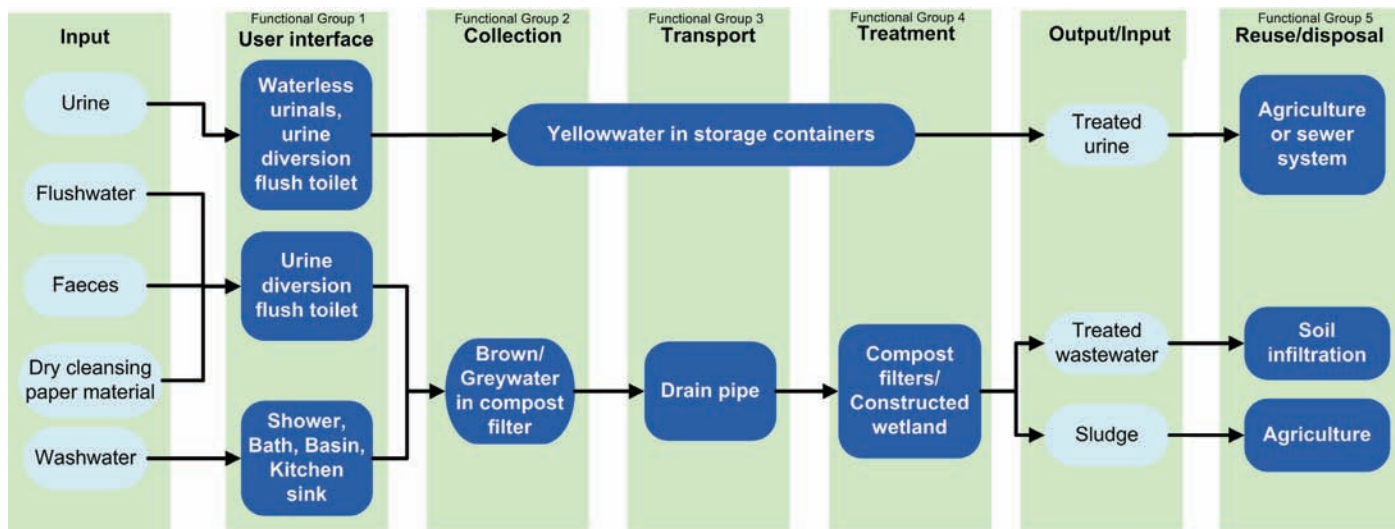 Input
Functional Group 1
User interface
Functional Group 2
Collection
Functional Group 3
Transport
Functional Group 4
Treatment
Output/Input
Functional Group 5
Reuse/disposal
Urine
Waterless
urinals,
urine
diversion
flush toilet
Yellowwater in storage containers
Treated
urine
Agriculture
or sewer
system
Flushwater
Faeces
Dry cleansing
paper material
Urine
diversion
flush toilet
Washwater
Shower,
Bath, Basin,
Kitchen
sink
Brown/
Greywater
in compost
filter
Drain pipe
Compost
filters/
Constructed
wetland
Treated
wastewater
Soil
infiltration
Sludge
Agriculture